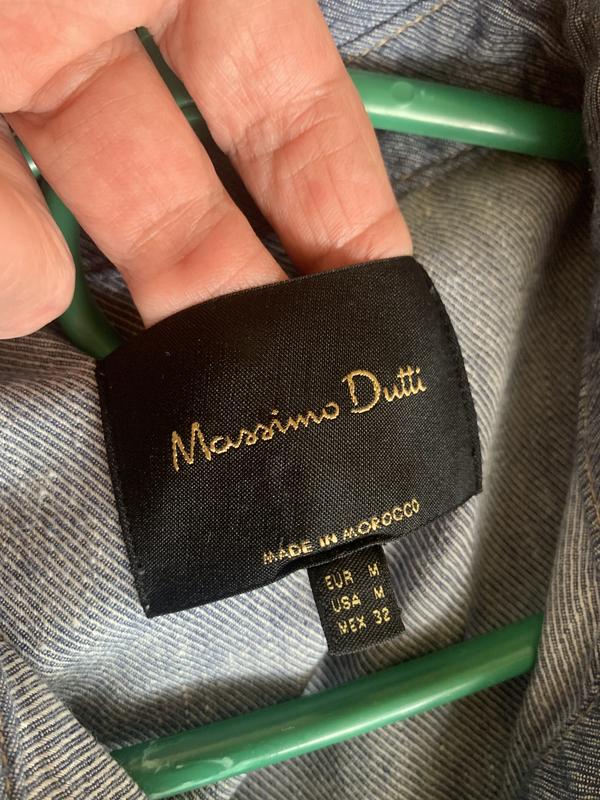 Massimo Dutti
MADE IN MOROCCO
EUR M
USA M
MEX 32